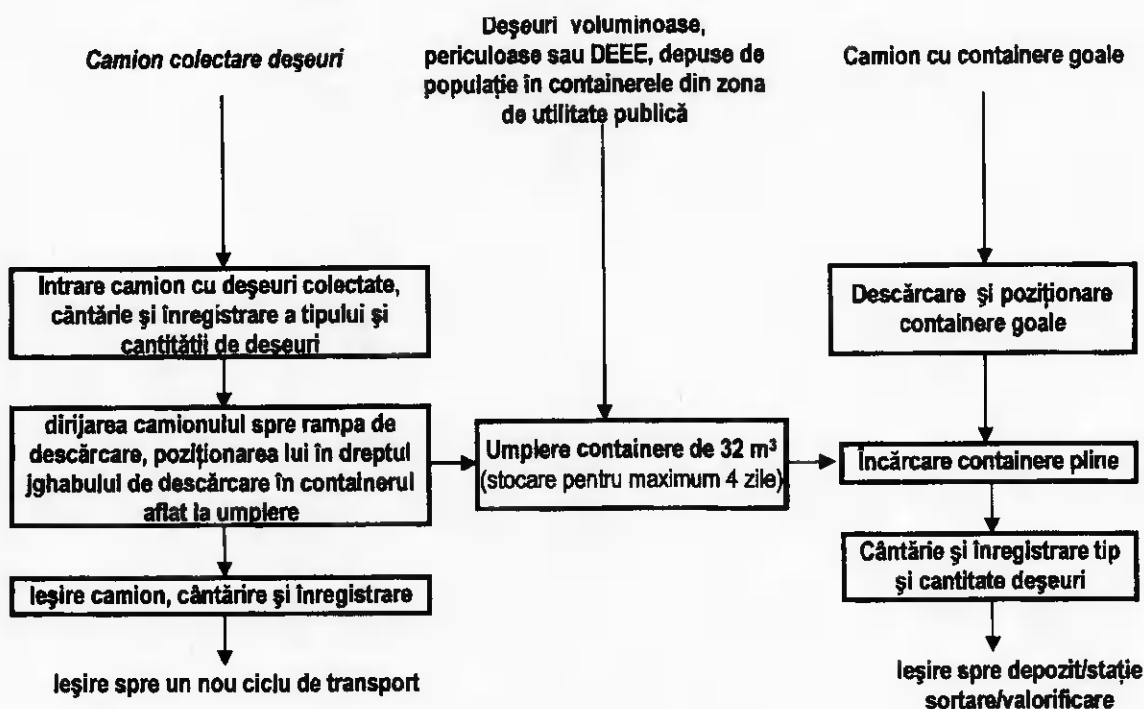 Camion colectare deşeuri
Deşeuri voluminoase,
periculoase sau DEEE, depuse de
populaţie în containerele din zona
de utilitate publică
Camion cu containere goale
Intrare camion cu deşeuri colectate,
cântărie şi înregistrare a tipului şi
cantităţii de deşeuri
Descărcare şi poziţionare
containere goale
dirijarea camionului spre rampa de
descărcare, poziţionarea lui în dreptul
jghabului de descărcare în containerul
aflat la umplere
Umplere containere de 32 m³
(stocare pentru maximum 4 zile)
Încărcare containere pline
Cântărie şi înregistrare tip
şi cantitate deşeuri
Ieşire camion, cântărire şi înregistrare
Ieşire spre un nou ciclu de transport
Ieşire spre depozit/staţie
sortare/valorificare